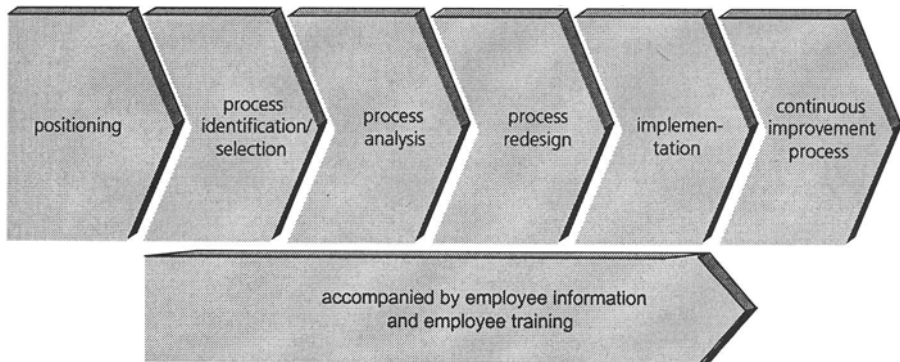 positioning
process
identification/
selection
process
analysis
process
redesign
implemen-
tation
continuous
improvement
process
accompanied by employee information
and employee training